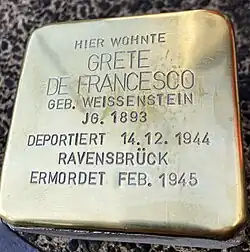 HIER WOHNTE
GRETE
DE FRANCESCO
GEB. WEISSENSTEIN
JG. 1893
DEPORTIERT 14.12.1944
RAVENSBRÜCK
ERMORDET FEB. 1945